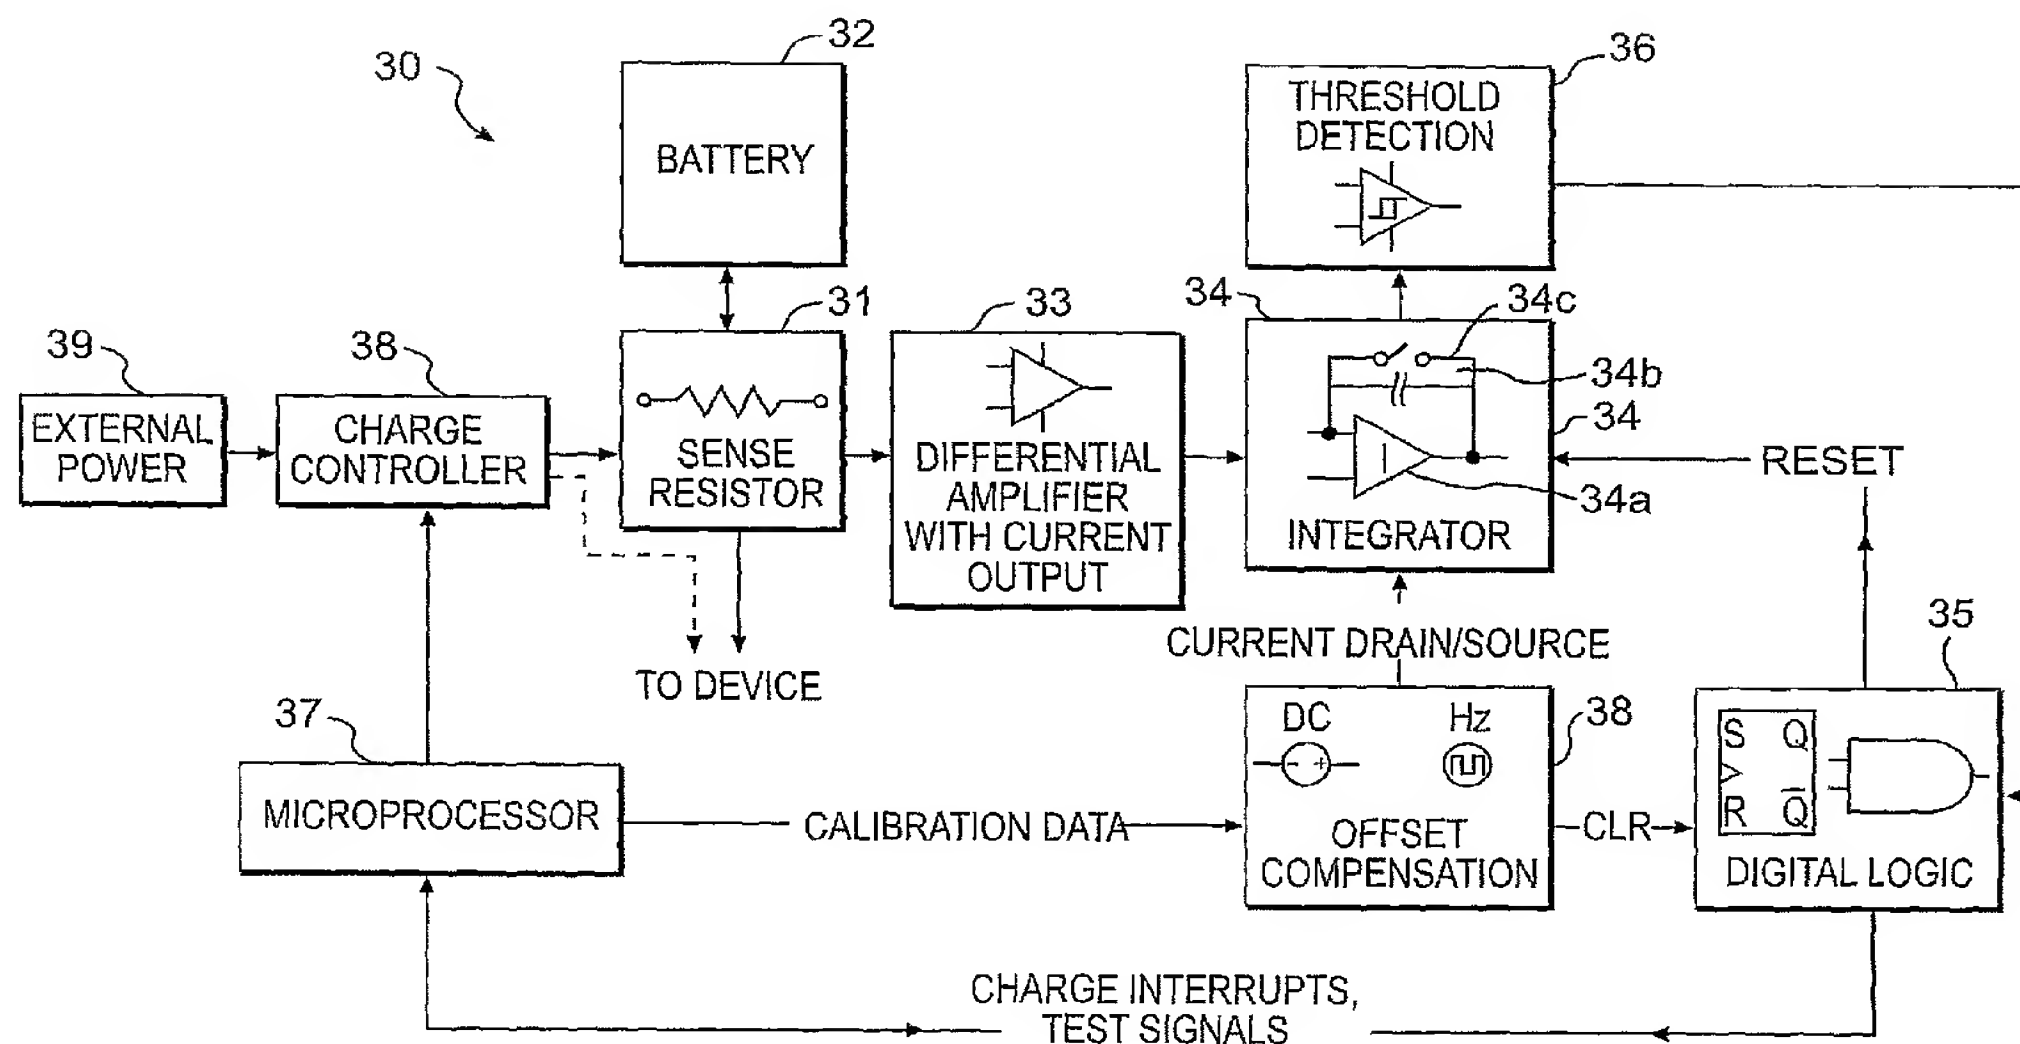 30
32
BATTERY
36
THRESHOLD
DETECTION
39
EXTERNAL
POWER
38
CHARGE
CONTROLLER
31
SENSE
RESISTOR
33
DIFFERENTIAL
AMPLIFIER
WITH CURRENT
OUTPUT
34
34c
34b
34
34a
INTEGRATOR
RESET
TO DEVICE
CURRENT DRAIN/SOURCE
37
MICROPROCESSOR
CALIBRATION DATA
DC
Hz
38
OFFSET
COMPENSATION
CLR
35
S Q
R Q̅
DIGITAL LOGIC
CHARGE INTERRUPTS,
TEST SIGNALS